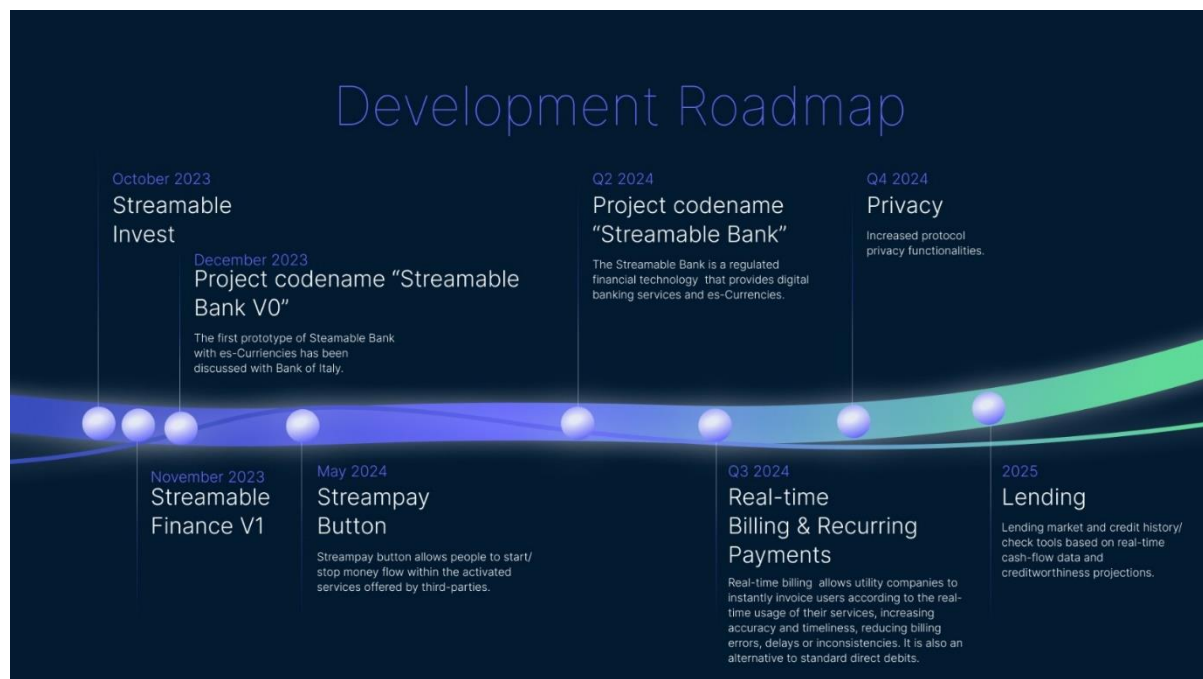 Development Roadmap
October 2023
Streamable
Invest
December 2023
Project codename “Streamable
Bank V0”
The first prototype of Steamable Bank
with es-Curriencies has been
discussed with Bank of Italy.
Q2 2024
Project codename
“Streamable Bank”
The Streamable Bank is a regulated
financial technology that provides digital
banking services and es-Currencies.
Q4 2024
Privacy
Increased protocol
privacy functionalities.
November 2023
Streamable
Finance V1
May 2024
Streampay
Button
Streampay button allows people to start/
stop money flow within the activated
services offered by third-parties.
Q3 2024
Real-time
Billing & Recurring
Payments
Real-time billing allows utility companies to
instantly invoice users according to the real-
time usage of their services, increasing
accuracy and timeliness, reducing billing
errors, delays or inconsistencies. It is also an
alternative to standard direct debits.
2025
Lending
Lending market and credit history/
check tools based on real-time
cash-flow data and
creditworthiness projections.